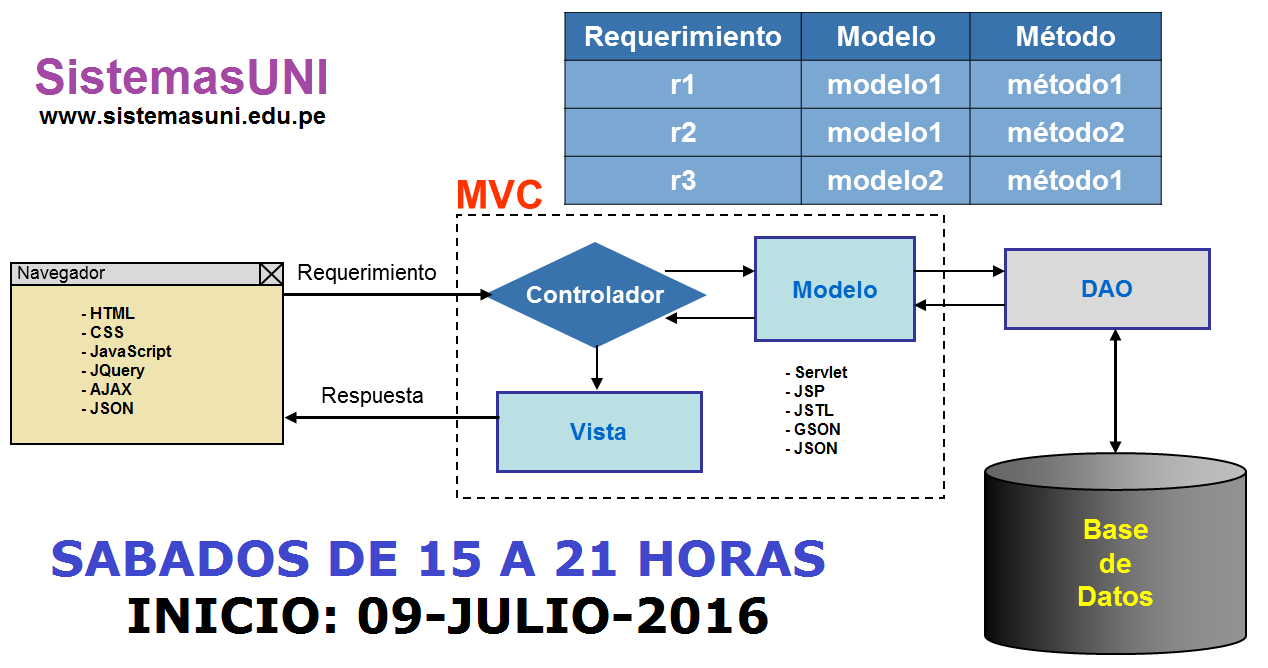 SistemasUNI
www.sistemasuni.edu.pe
Requerimiento Modelo Método
r1 modelo1 método1
r2 modelo1 método2
r3 modelo2 método1
MVC
Navegador
- HTML
- CSS
- JavaScript
- JQuery
- AJAX
- JSON
Requerimiento
Respuesta
Controlador
Vista
Modelo
- Servlet
- JSP
- JSTL
- GSON
- JSON
DAO
Base
de
Datos
SABADOS DE 15 A 21 HORAS
INICIO: 09-JULIO-2016